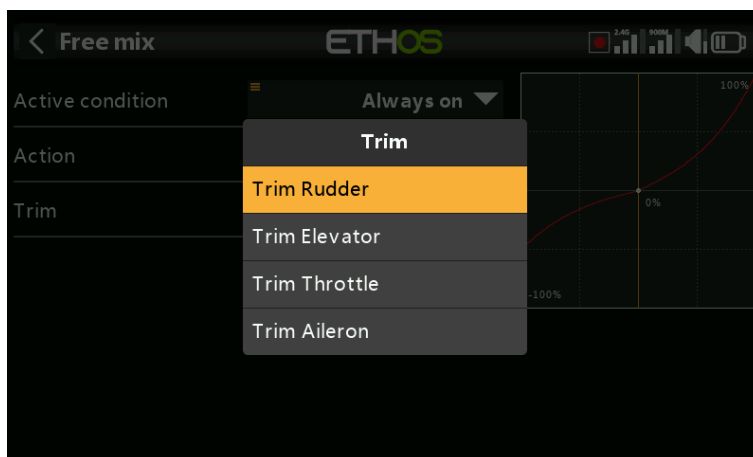 Free mix
ETHOS
2.4G 900M
Active condition
Always on
100%
Action
Trim
Trim
0%
-100%
Trim Rudder
Trim Elevator
Trim Throttle
Trim Aileron